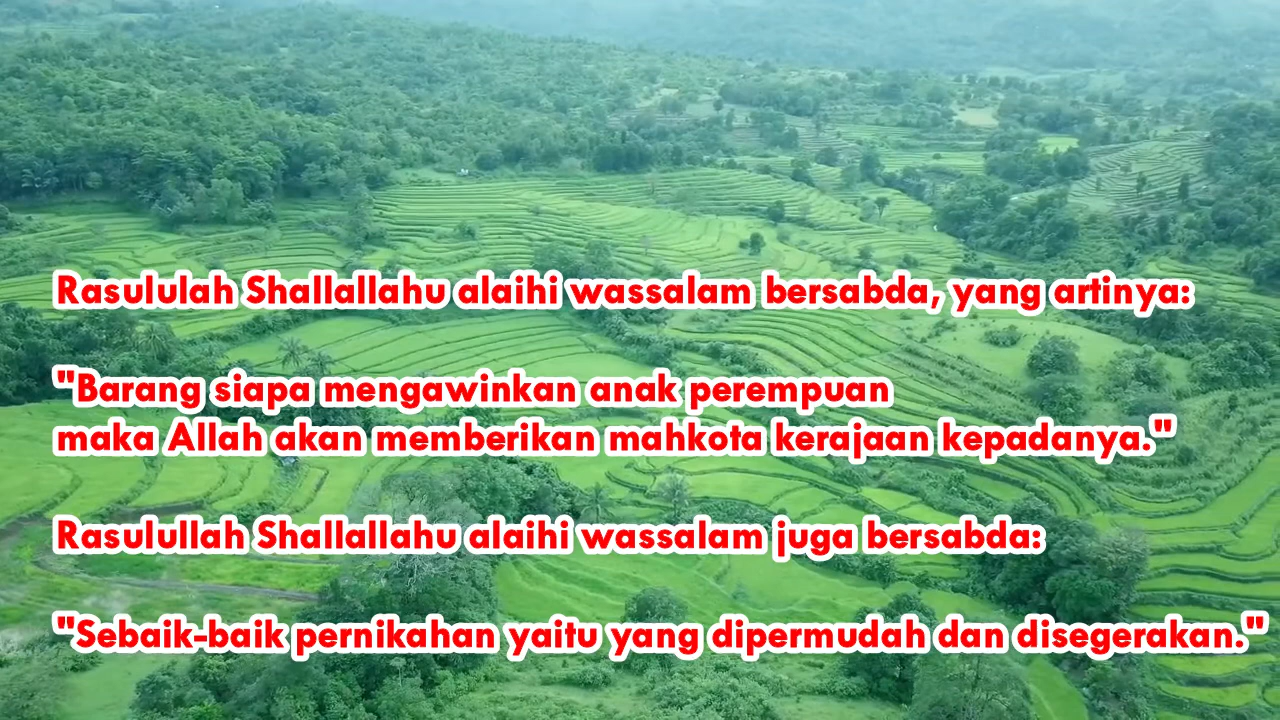 Rasululah Shallallahu alaihi wassalam bersabda, yang artinya:
"Barang siapa mengawinkan anak perempuan
maka Allah akan memberikan mahkota kerajaan kepadanya."
Rasulullah Shallallahu alaihi wassalam juga bersabda:
"Sebaik-baik pernikahan yaitu yang dipermudah dan disegerakan."